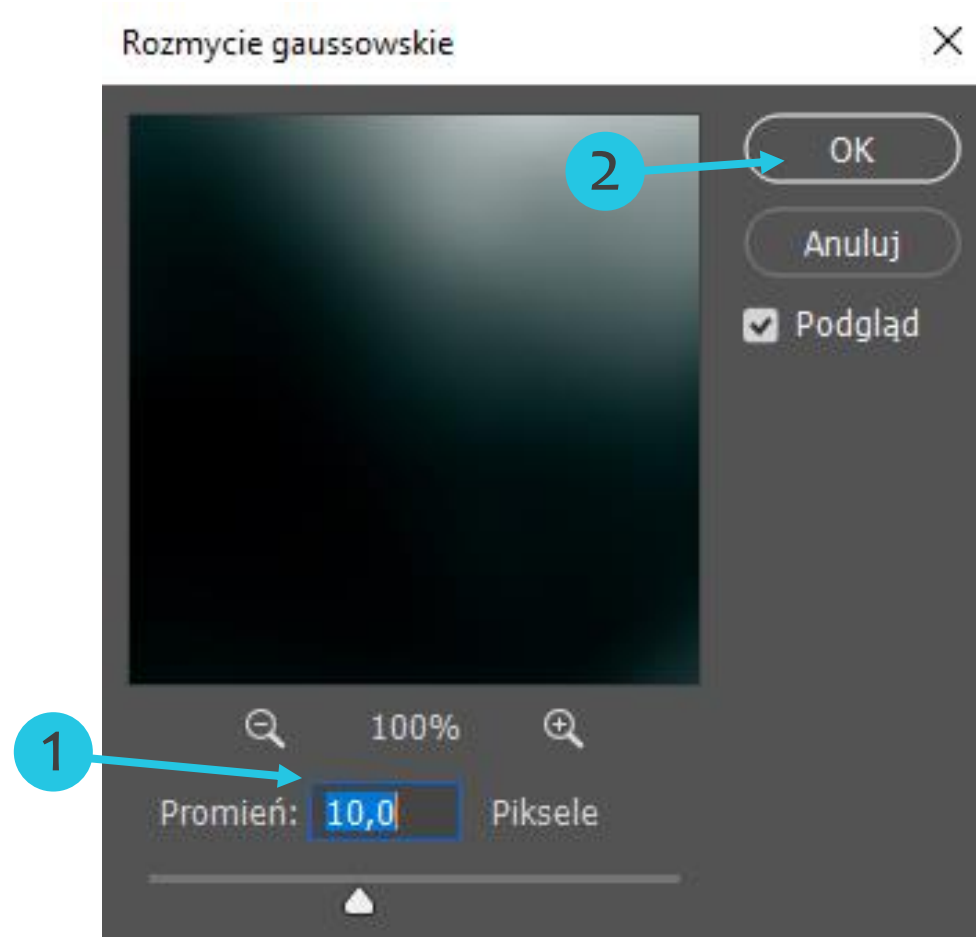 Rozmycie gaussowskie
2
OK
Anuluj
Podgląd
100%
1
Promień: 10,0 Piksele